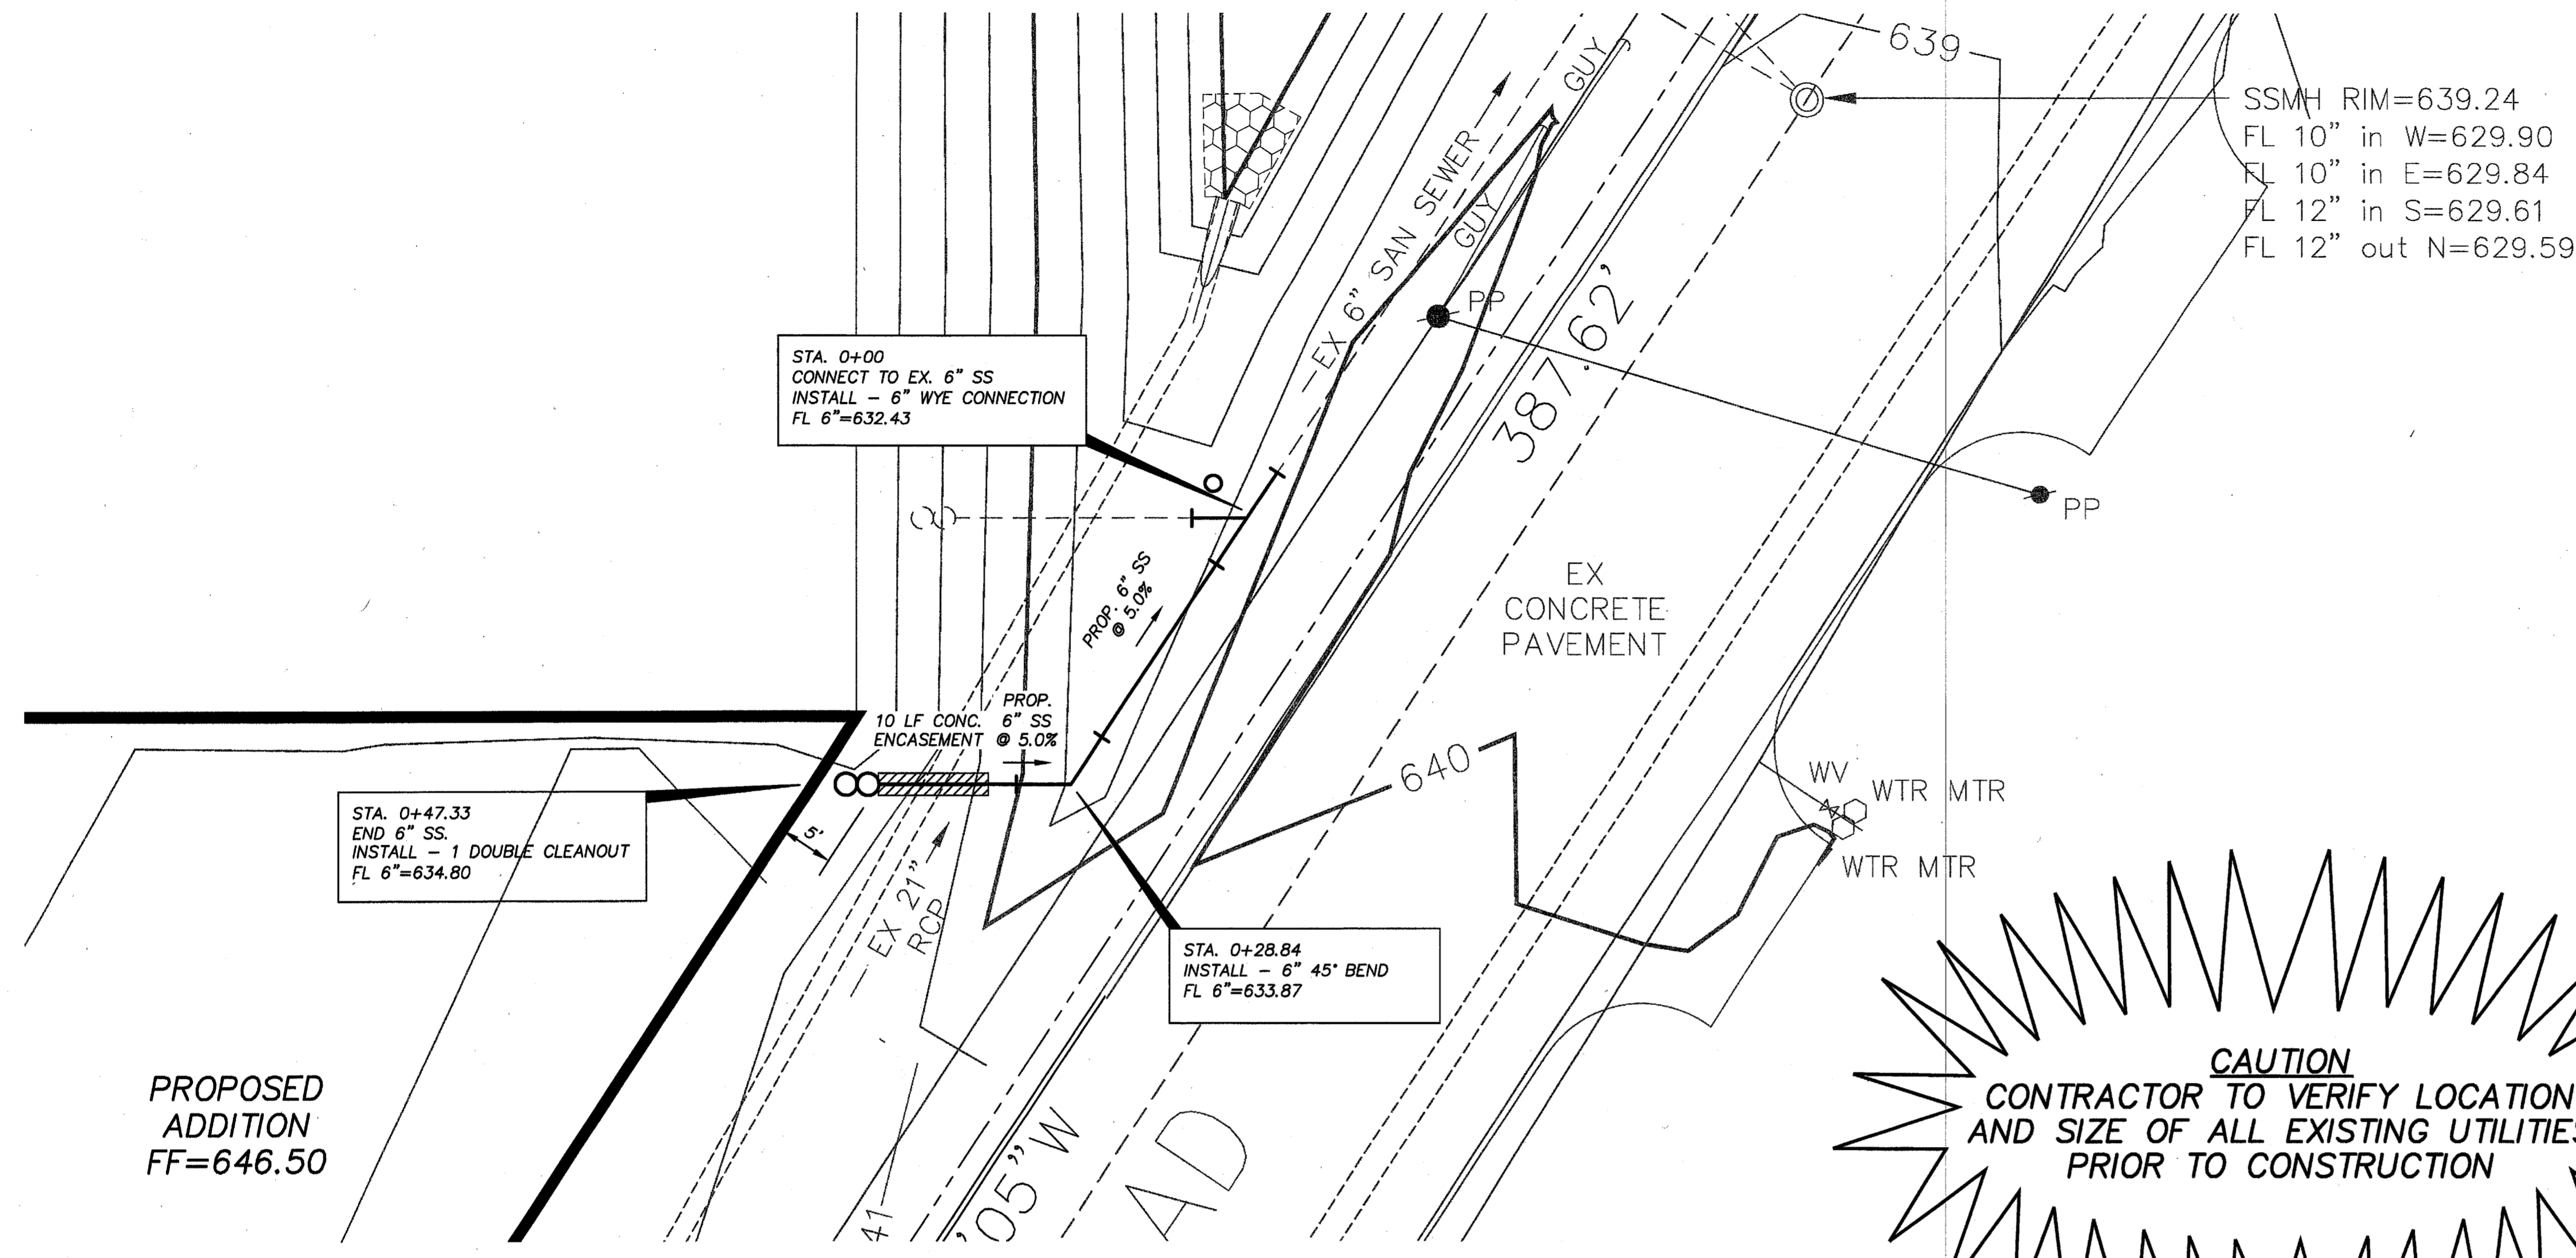 639
SSMH RIM=639.24
FL 10" in W=629.90
FL 10" in E=629.84
FL 12" in S=629.61
FL 12" out N=629.59
GUY
EX 6" SAN SEWER
GUY
PP
387.62'
STA. 0+00
CONNECT TO EX. 6" SS
INSTALL - 6" WYE CONNECTION
FL 6"=632.43
PP
PROP. 6" SS
@ 5.0%
EX
CONCRETE
PAVEMENT
10 LF CONC.
ENCASEMENT
PROP.
6" SS
@ 5.0%
640
WV
WTR MTR
WTR MTR
STA. 0+47.33
END 6" SS.
INSTALL - 1 DOUBLE CLEANOUT
FL 6"=634.80
5'
EX 21"
RCP
STA. 0+28.84
INSTALL - 6" 45° BEND
FL 6"=633.87
PROPOSED
ADDITION
FF=646.50
41
'05"W
AD
CAUTION
CONTRACTOR TO VERIFY LOCATION
AND SIZE OF ALL EXISTING UTILITIES
PRIOR TO CONSTRUCTION